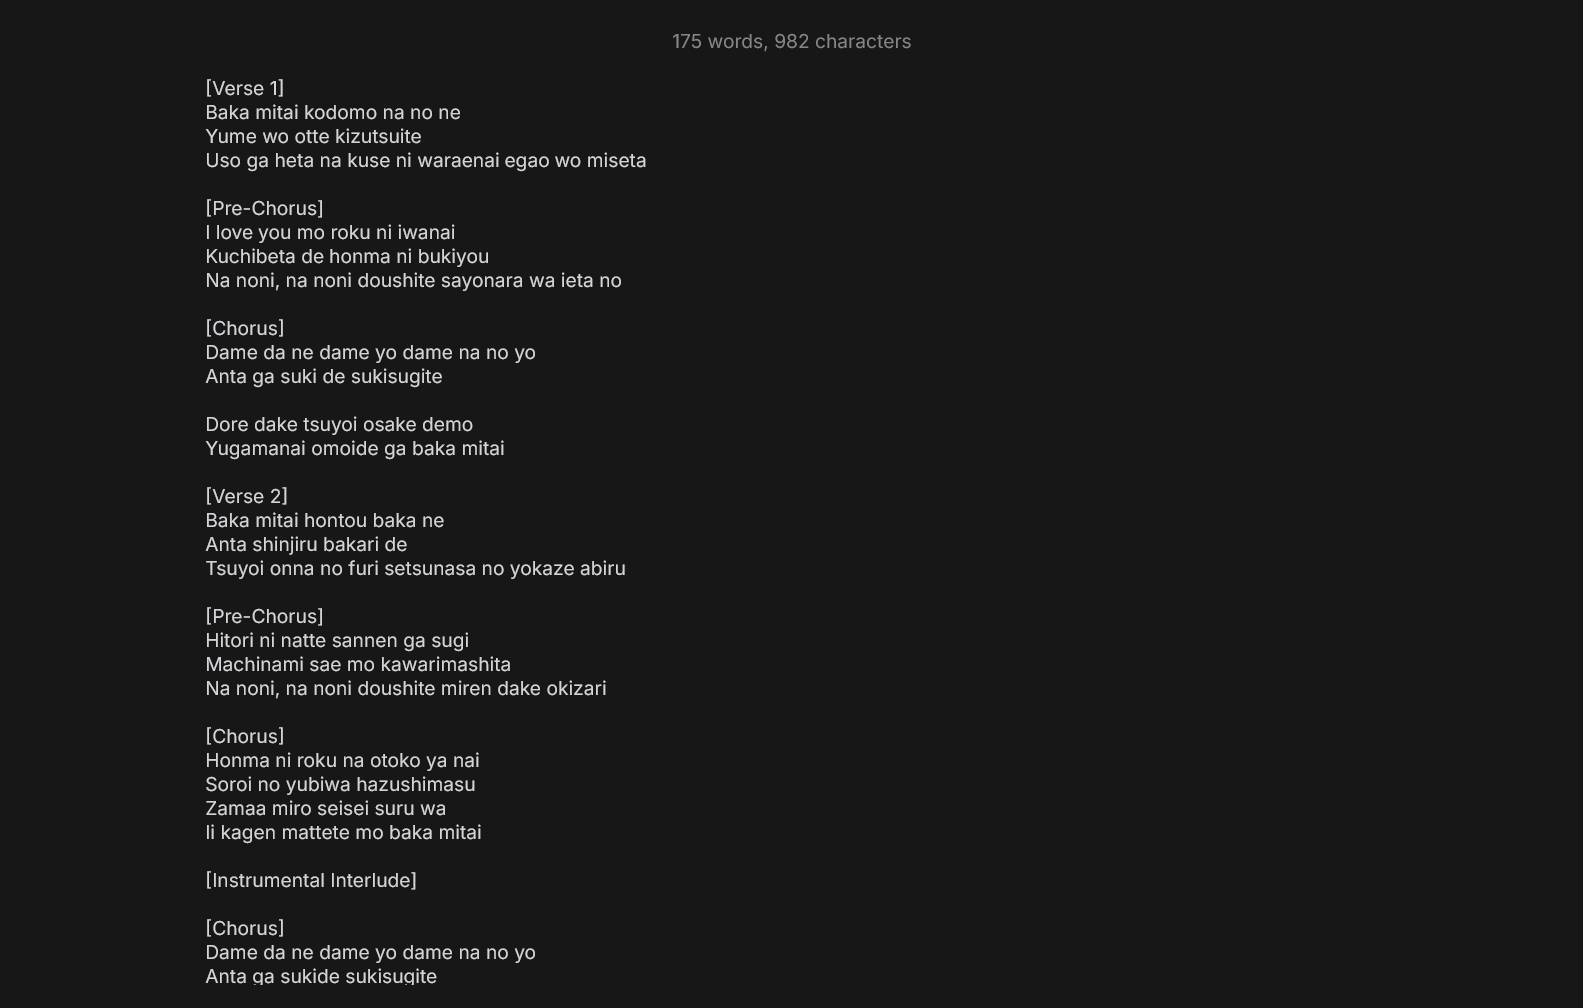 175 words, 982 characters
[Verse 1]
Baka mitai kodomo na no ne
Yume wo otte kizutsuite
Uso ga heta na kuse ni waraenai egao wo miseta
[Pre-Chorus]
I love you mo roku ni iwanai
Kuchibeta de honma ni bukiyou
Na noni, na noni doushite sayonara wa ieta no
[Chorus]
Dame da ne dame yo dame na no yo
Anta ga suki de sukisugite
Dore dake tsuyoi osake demo
Yugamanai omoide ga baka mitai
[Verse 2]
Baka mitai hontou baka ne
Anta shinjiru bakari de
Tsuyoi onna no furi setsunasa no yokaze abiru
[Pre-Chorus]
Hitori ni natte sannen ga sugi
Machinami sae mo kawarimashita
Na noni, na noni doushite miren dake okizari
[Chorus]
Honma ni roku na otoko ya nai
Soroi no yubiwa hazushimasu
Zamaa miro seisei suru wa
Ii kagen mattete mo baka mitai
[Instrumental Interlude]
[Chorus]
Dame da ne dame yo dame na no yo
Anta ga sukide sukisugite